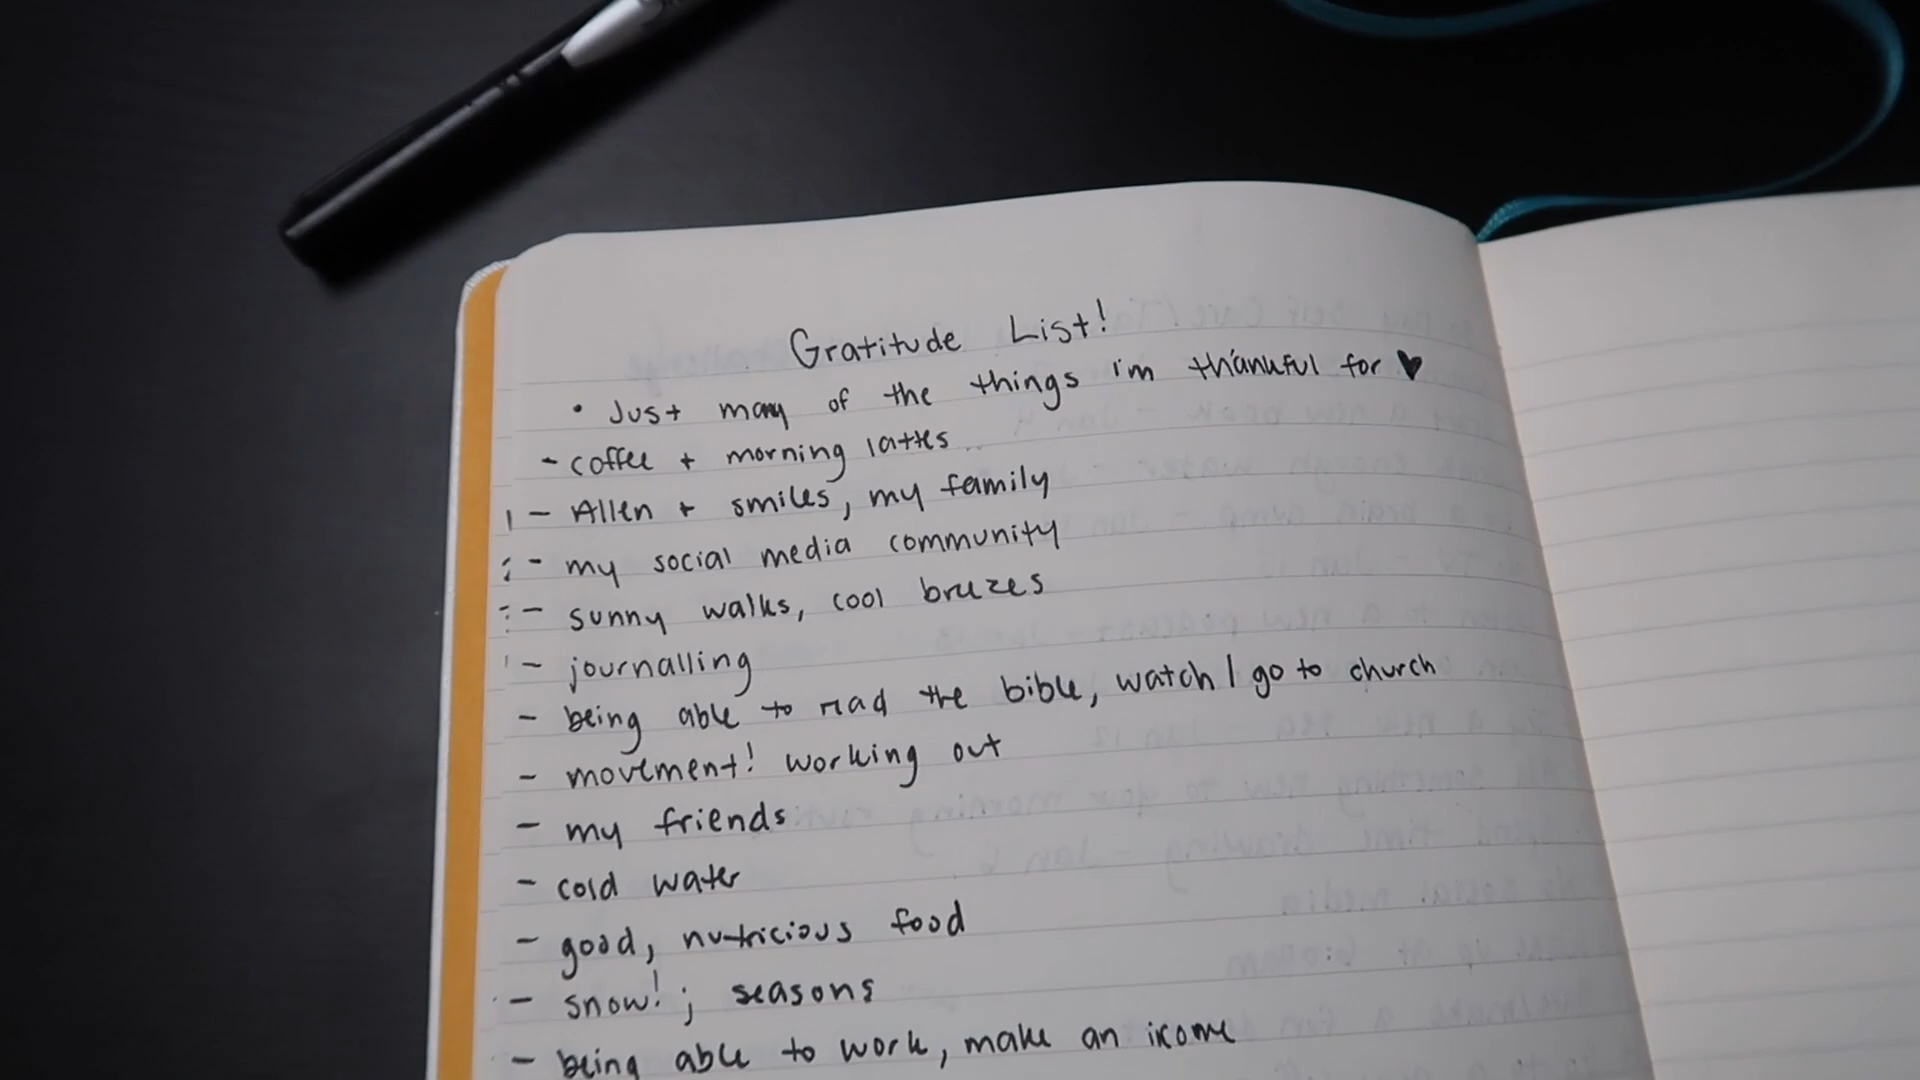 Gratitude List!
• Just many of the things i'm thankful for ♥
- coffee + morning lattes
- Allen + smiles, my family
- my social media community
- sunny walks, cool breezes
- journalling
- being able to read the bible, watch / go to church
- movement! working out
- my friends
- cold water
- good, nutricious food
- snow! ; seasons
- being able to work, make an icome